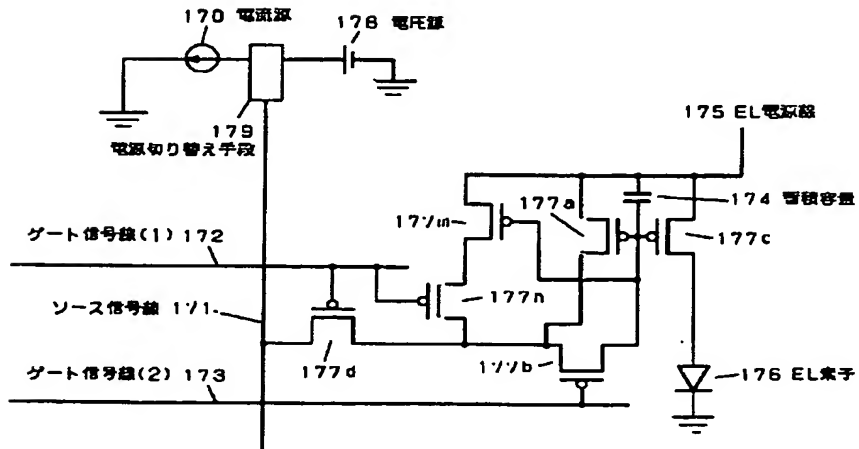 170 電流源
178 電圧源
179
電源切り替え手段
175 EL電源線
174 蓄積容量
177a
177m
177c
ゲート信号線(1) 172
177n
ソース信号線 171
177d
177b
ゲート信号線(2) 173
176 EL素子